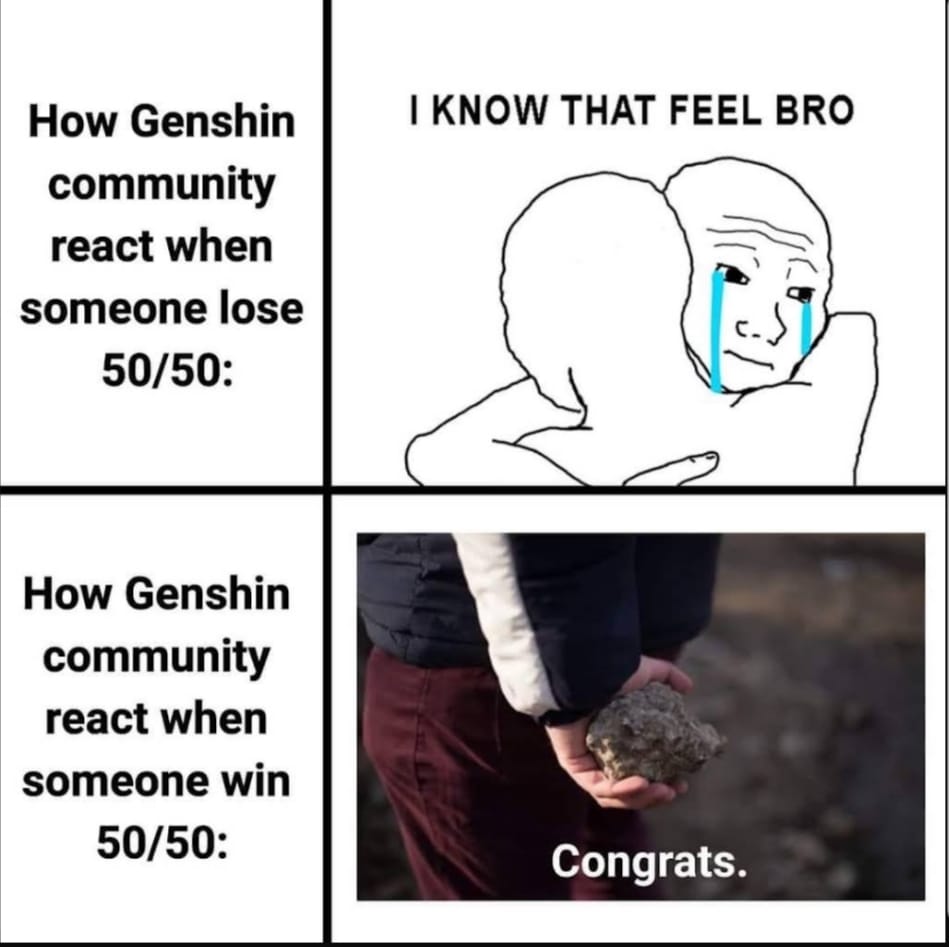 How Genshin
community
react when
someone lose
50/50:
I KNOW THAT FEEL BRO
How Genshin
community
react when
someone win
50/50:
Congrats.